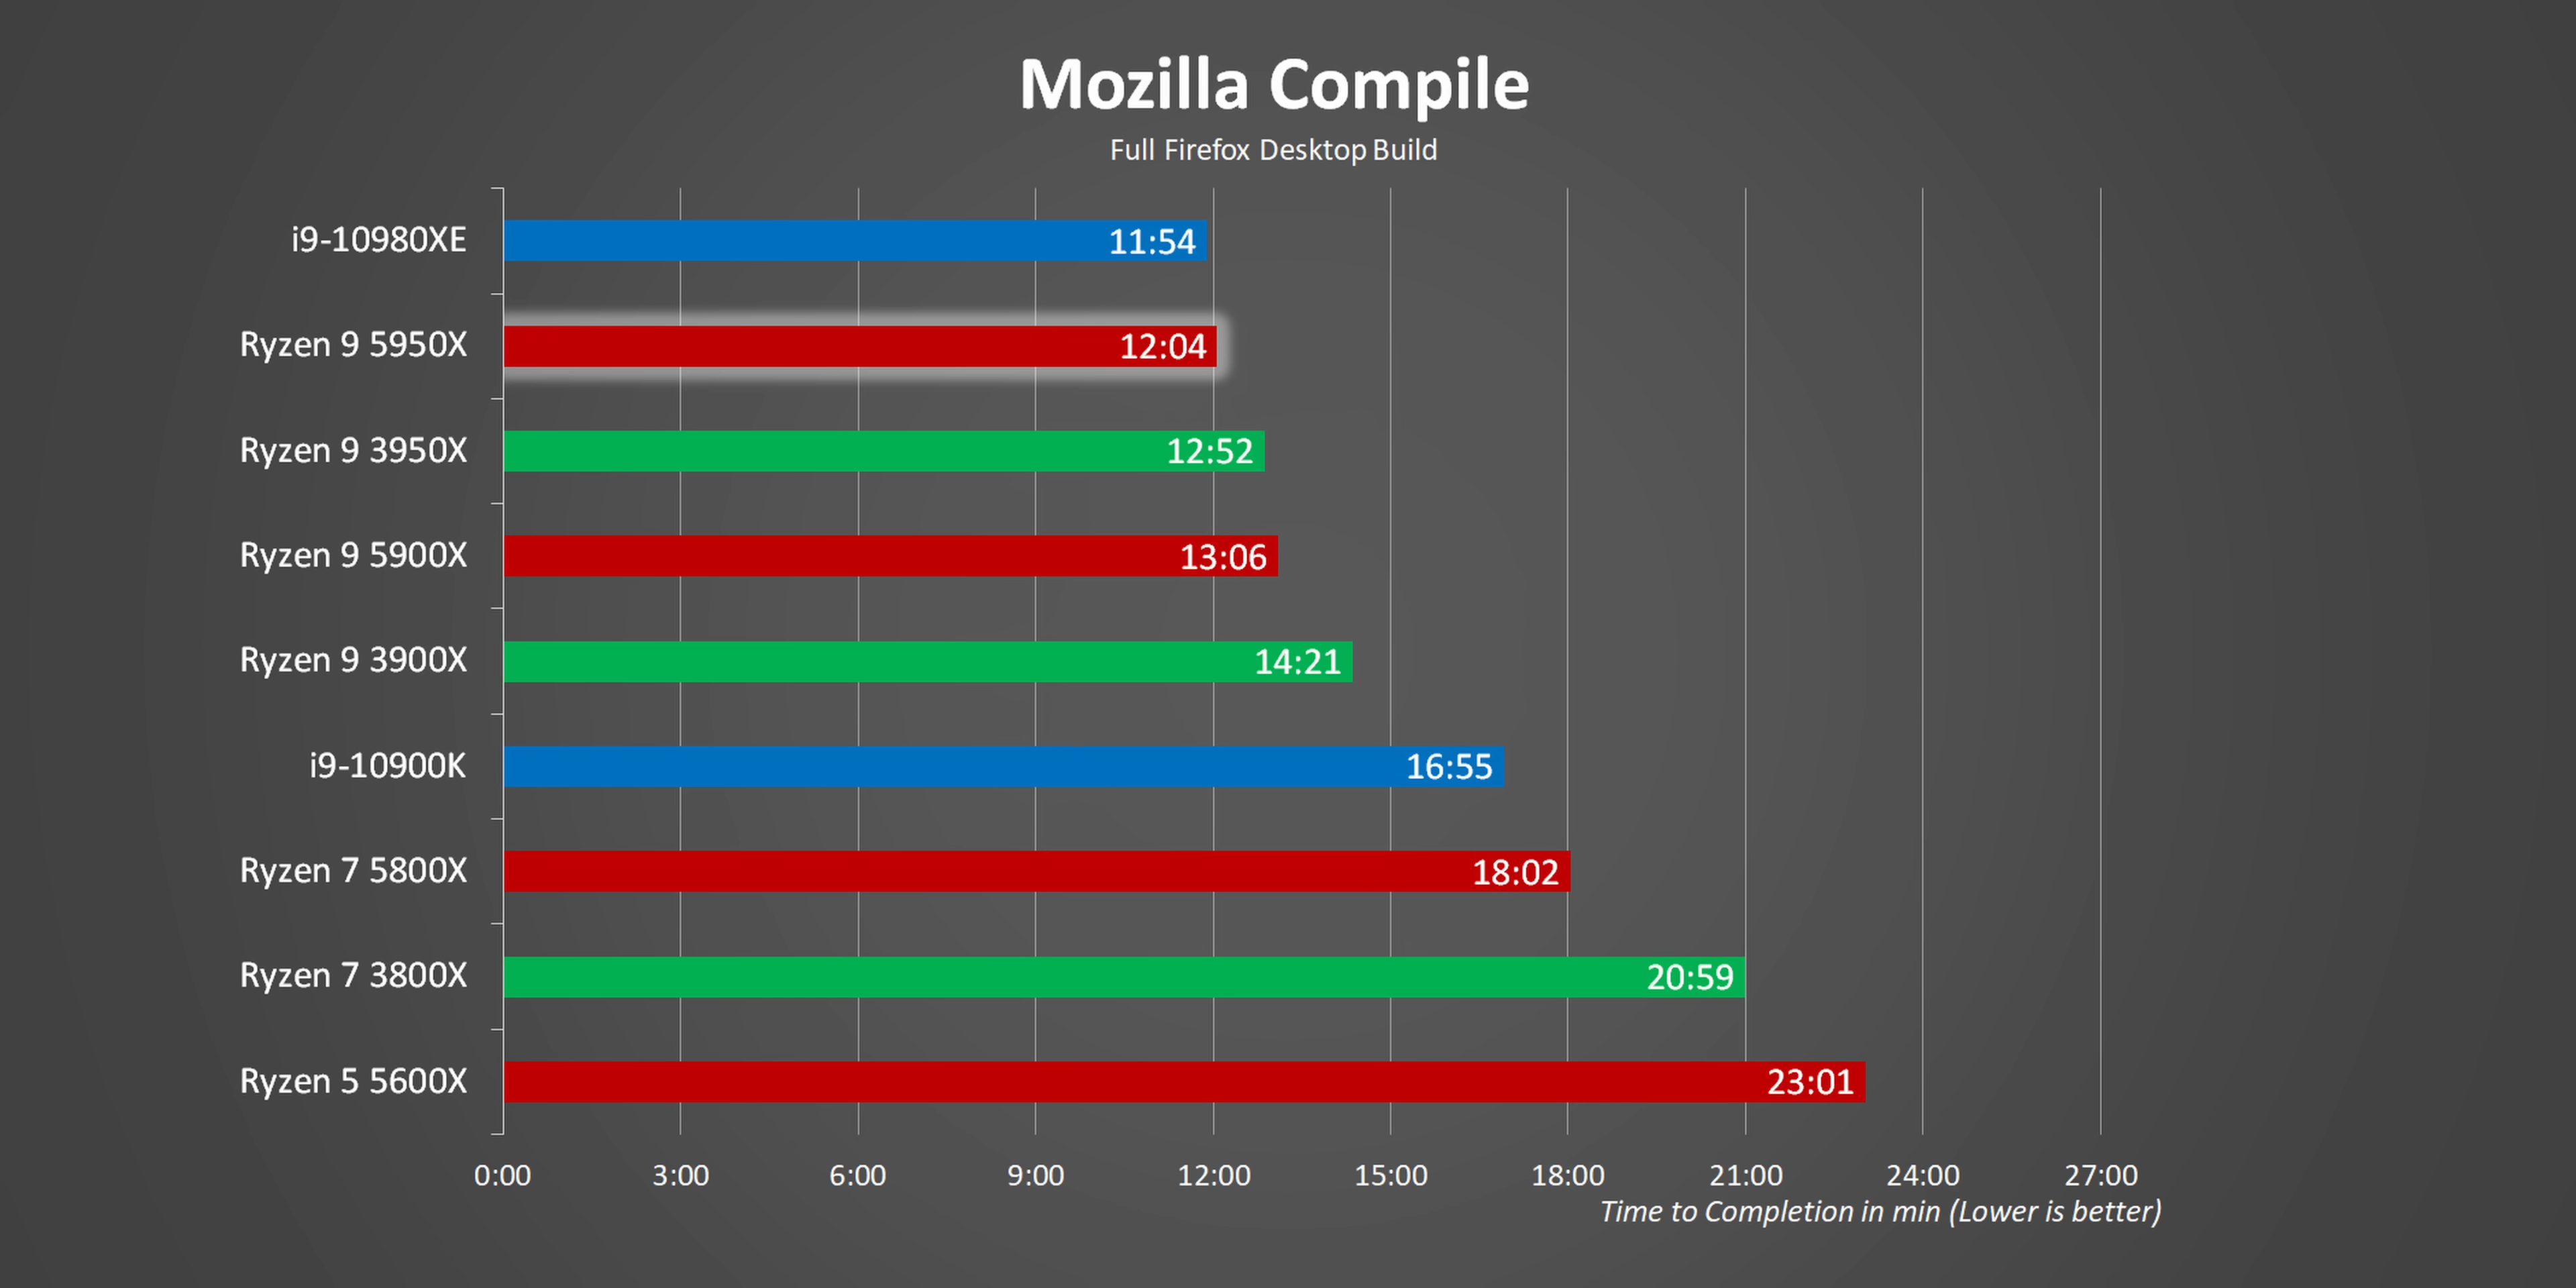 Mozilla Compile
Full Firefox Desktop Build
i9-10980XE 11:54
Ryzen 9 5950X 12:04
Ryzen 9 3950X 12:52
Ryzen 9 5900X 13:06
Ryzen 9 3900X 14:21
i9-10900K 16:55
Ryzen 7 5800X 18:02
Ryzen 7 3800X 20:59
Ryzen 5 5600X 23:01
0:00 3:00 6:00 9:00 12:00 15:00 18:00 21:00 24:00 27:00
Time to Completion in min (Lower is better)